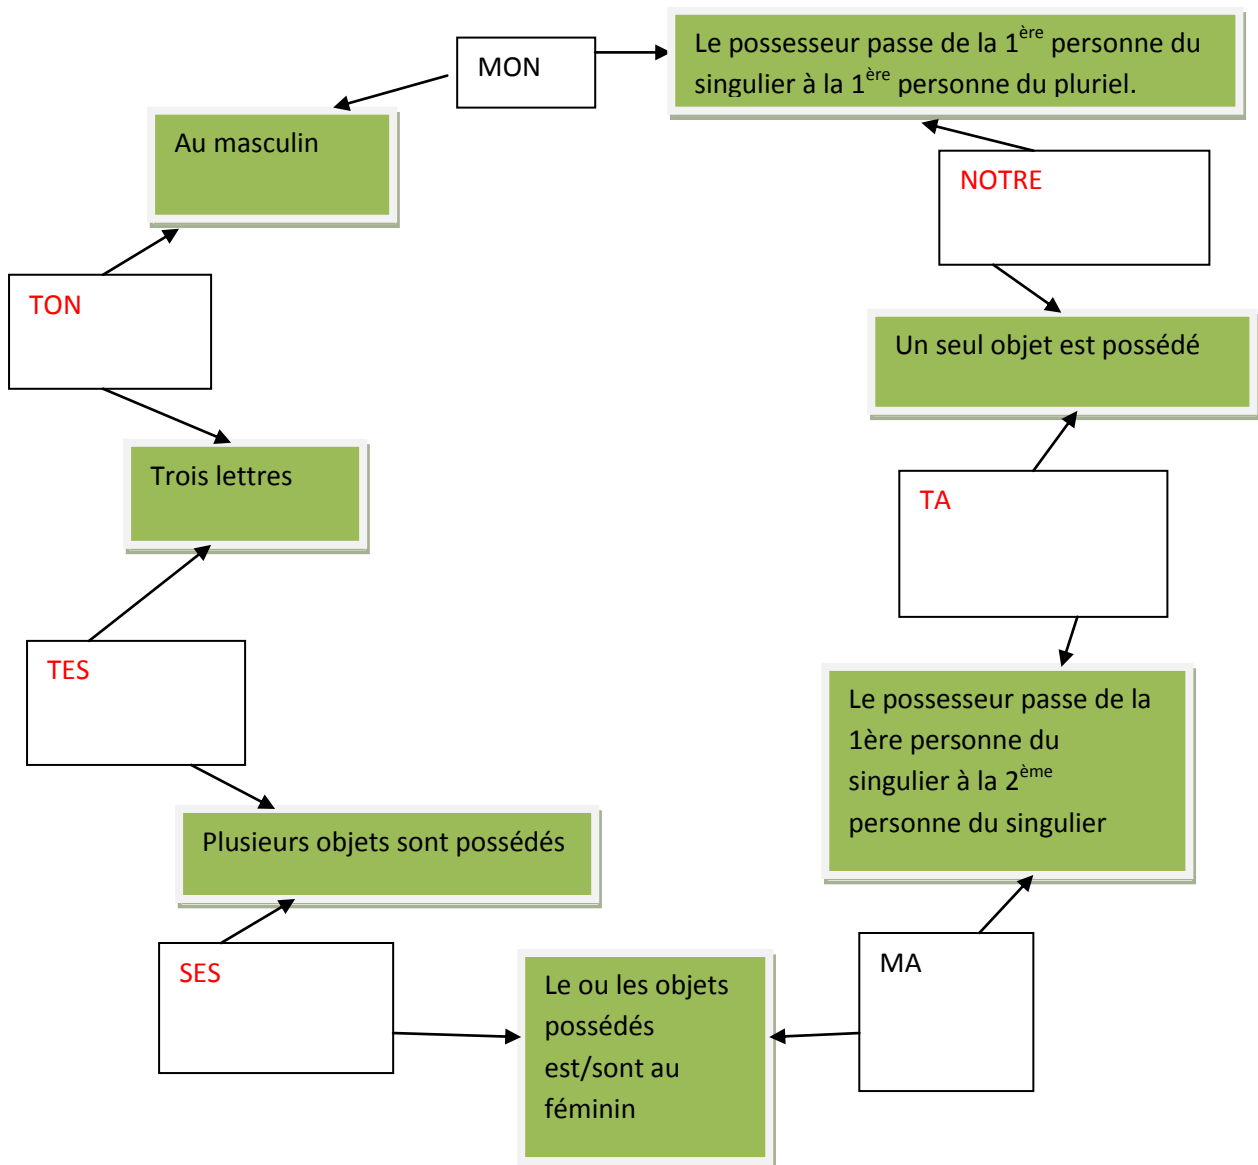 MON
Le possesseur passe de la 1ère personne du
singulier à la 1ère personne du pluriel.
Au masculin
NOTRE
TON
Un seul objet est possédé
Trois lettres
TA
TES
Le possesseur passe de la
1ère personne du
singulier à la 2ème
personne du singulier
Plusieurs objets sont possédés
SES
MA
Le ou les objets
possédés
est/sont au
féminin